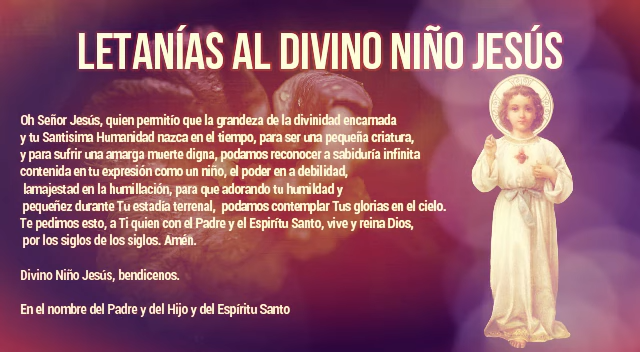 LETANÍAS AL DIVINO NIÑO JESÚS
Oh Señor Jesús, quien permitío que la grandeza de la divinidad encarnada
y tu Santisima Humanidad nazca en el tiempo, para ser una pequeña criatura,
y para sufrir una amarga muerte digna, podamos reconocer a sabiduría infinita
contenida en tu expresión como un niño, el poder en a debilidad,
lamajestad en la humillación, para que adorando tu humildad y
pequeñez durante Tu estadía terrenal, podamos contemplar Tus glorias en el cielo.
Te pedimos esto, a Ti quien con el Padre y el Espirítu Santo, vive y reina Dios,
por los siglos de los siglos. Amén.
Divino Niño Jesús, bendicenos.
En el nombre del Padre y del Hijo y del Espíritu Santo